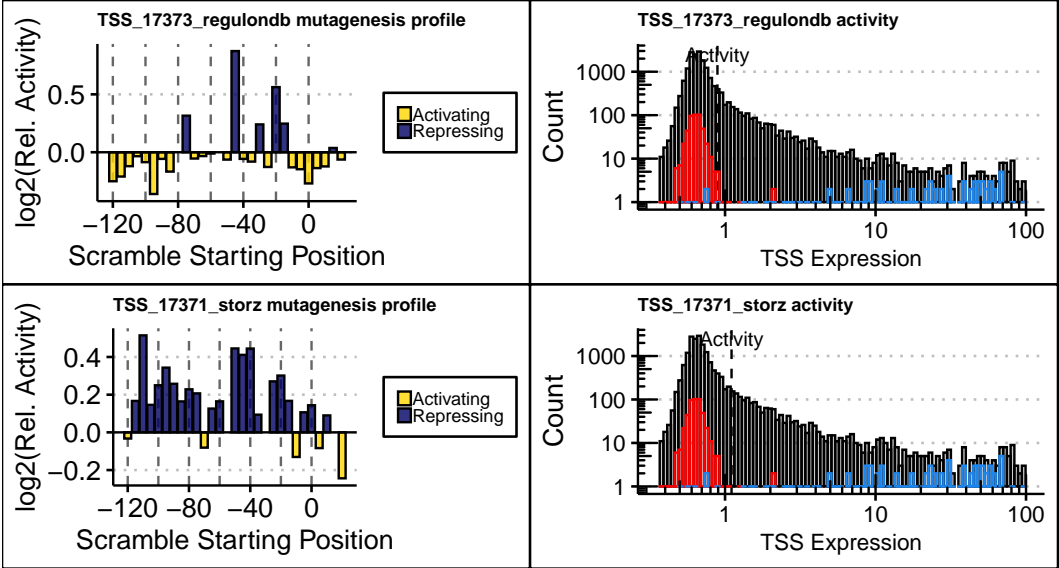 TSS_17373_regulondb mutagenesis profile
log2(Rel. Activity)
0.5
0.0
−120 −80 −40 0
Scramble Starting Position
Activating
Repressing
TSS_17373_regulondb activity
Activity
Count
1000
100
10
1
1 10 100
TSS Expression
TSS_17371_storz mutagenesis profile
log2(Rel. Activity)
0.4
0.2
0.0
−0.2
−120 −80 −40 0
Scramble Starting Position
Activating
Repressing
TSS_17371_storz activity
Activity
Count
1000
100
10
1
1 10 100
TSS Expression